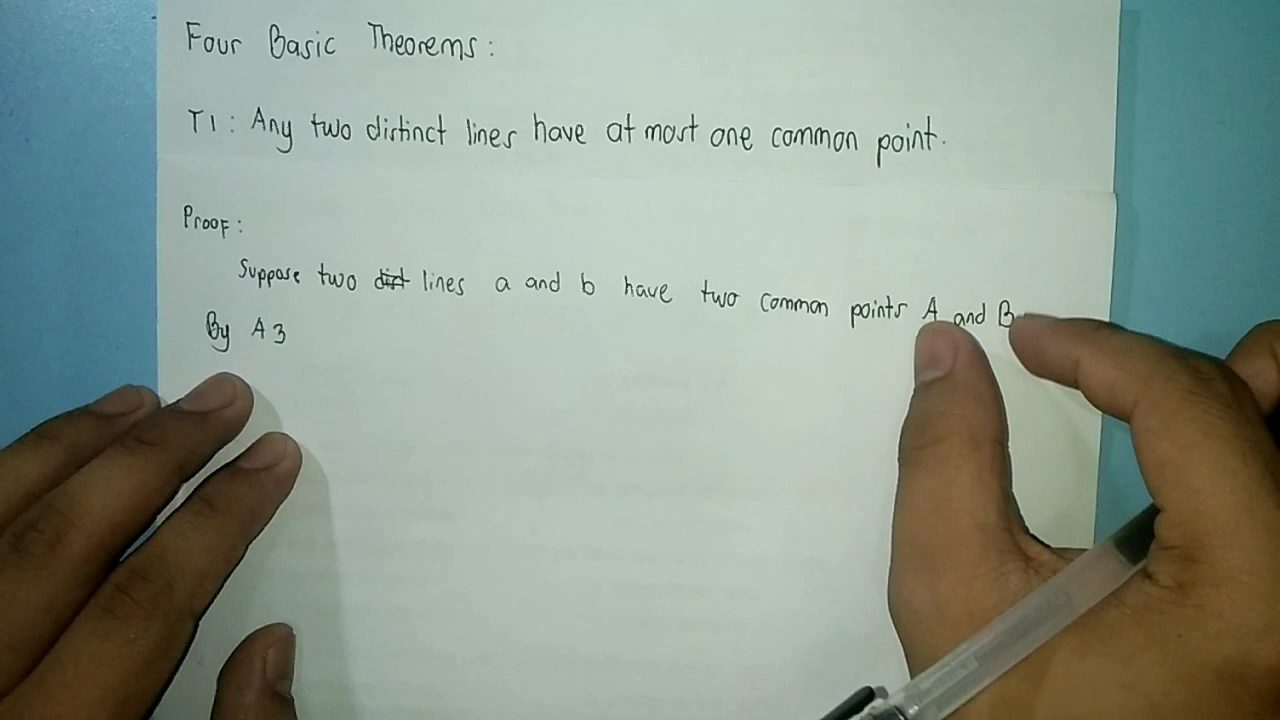 Four Basic Theorems:
T1: Any two distinct lines have at most one common point.
Proof:
Suppose two dist lines a and b have two common points A and B
By A3